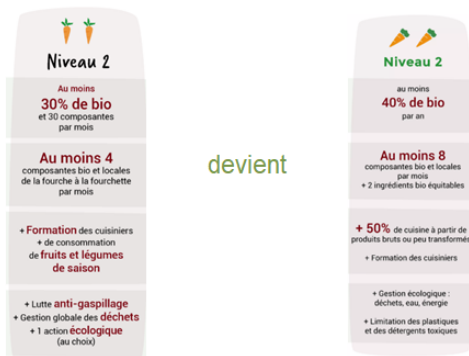 Niveau 2
Au moins
30% de bio
et 30 composantes
par mois
Au moins 4
composantes bio et locales
de la fourche à la fourchette
par mois
+ Formation des cuisiniers
+ de consommation
de fruits et légumes
de saison
+ Lutte anti-gaspillage
+ Gestion globale des déchets
+ 1 action écologique
(au choix)
devient
Niveau 2
au moins
40% de bio
par an
Au moins 8
composantes bio et locales
par mois
+ 2 ingrédients bio équitables
+ 50% de cuisine à partir de
produits bruts ou peu transformés
+ Formation des cuisiniers
+ Gestion écologique :
déchets, eau, énergie
+ Limitation des plastiques
et des détergents toxiques